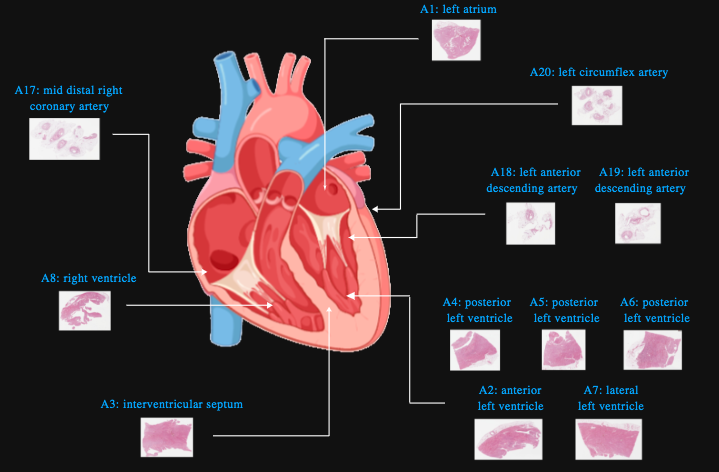 A1: left atrium
A20: left circumflex artery
A17: mid distal right
coronary artery
A18: left anterior
descending artery
A19: left anterior
descending artery
A8: right ventricle
A4: posterior
left ventricle
A5: posterior
left ventricle
A6: posterior
left ventricle
A3: interventricular septum
A2: anterior
left ventricle
A7: lateral
left ventricle